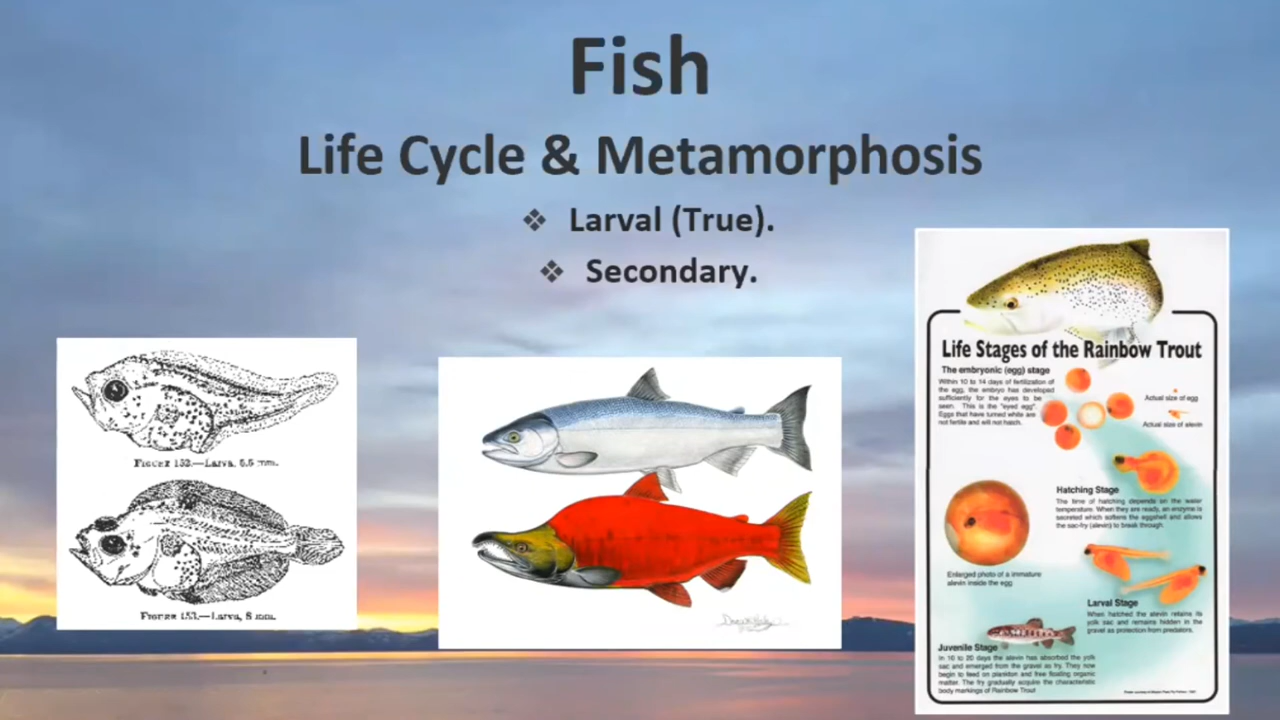 Fish
Life Cycle & Metamorphosis
❖ Larval (True).
❖ Secondary.
FIGURE 152.—Larva, 5.5 mm.
FIGURE 153.—Larva, 8 mm.
Life Stages of the Rainbow Trout
The embryonic (egg) stage
Within 10 to 14 days of fertilization of
the egg, the embryo has developed
sufficiently for the eyes to be
seen. This is the "eyed egg".
Eggs that have turned white are
not fertile and will not hatch.
Actual size of egg
Actual size of alevin
Hatching Stage
The time of hatching depends on the water
temperature. When they are ready, an enzyme is
secreted which softens the eggshell and allows
the sac-fry (alevin) to break through.
Enlarged photo of a immature
alevin inside the egg
Larval Stage
When hatched the alevin retains its
yolk sac and remains hidden in the
gravel as protection from predators.
Juvenile Stage
In 16 to 20 days the alevin has absorbed the yolk
sac and emerged from the gravel as fry. They now
begin to feed on plankton and free floating organic
matter. The fry gradually acquire the characteristic
body markings of Rainbow Trout